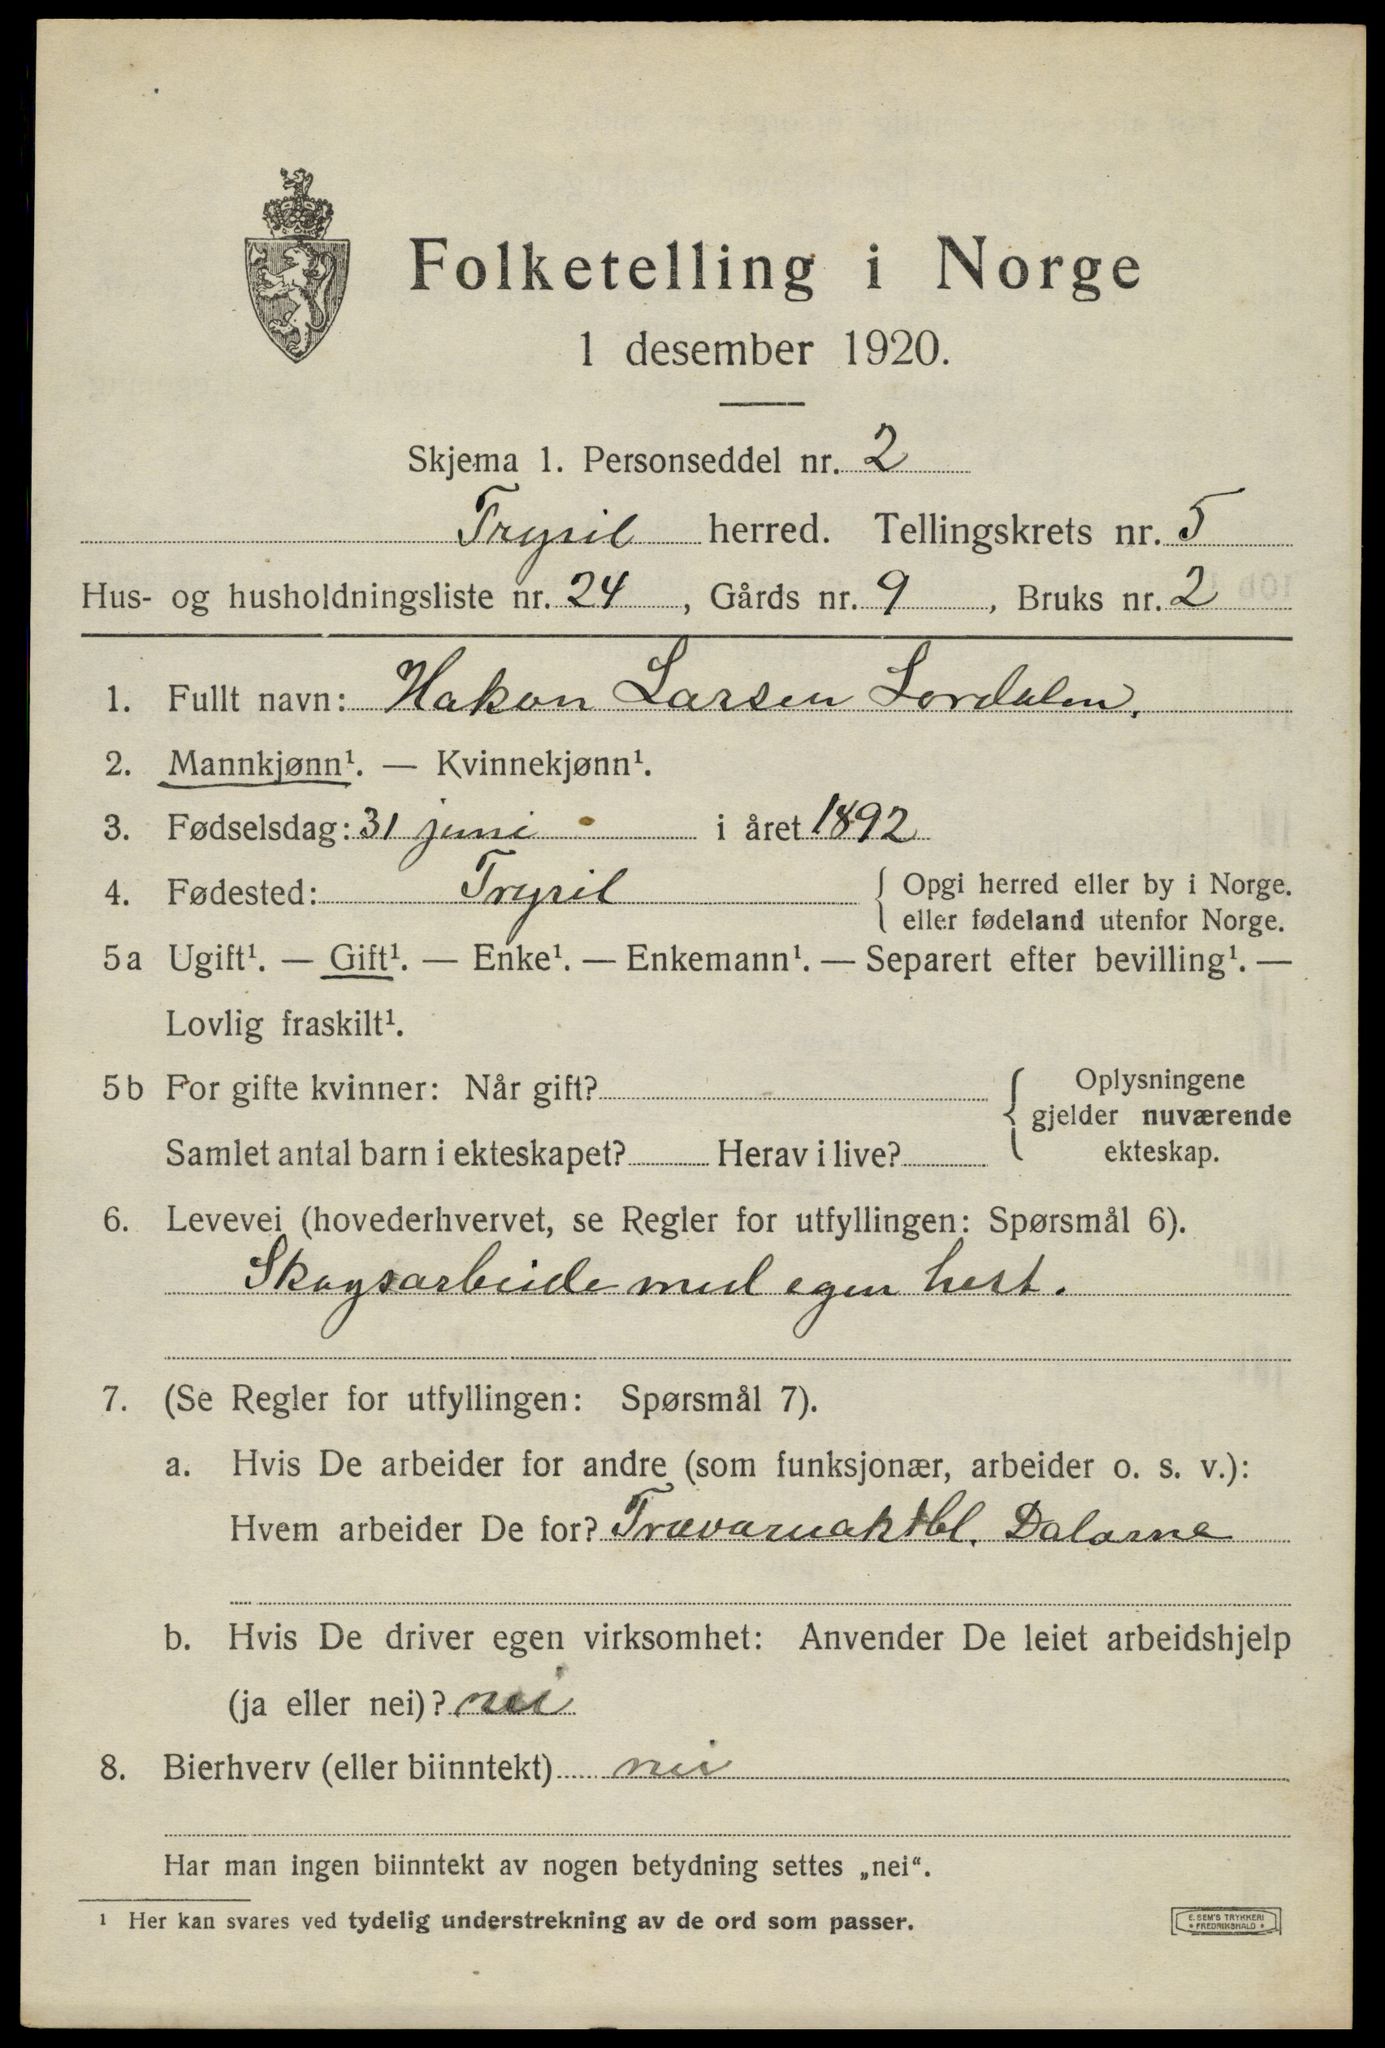 Folketelling i Norge
1 desember 1920.
Skjema 1. Personseddel nr. 2
Trysil herred. Tellingskrets nr. 5
Hus- og husholdningsliste nr. 24, Gårds nr. 9, Bruks nr. 2
1. Fullt navn: Hakon Larsen Lordalen.
2. Mannkjønn¹. — Kvinnekjønn¹.
3. Fødselsdag: 31 juni i året 1892
4. Fødested: Trysil { Opgi herred eller by i Norge.
eller fødeland utenfor Norge.
5a Ugift¹. — Gift¹. — Enke¹. — Enkemann¹. — Separert efter bevilling¹. —
Lovlig fraskilt¹.
5b For gifte kvinner: Når gift? { Oplysningene
gjelder nuværende
Samlet antal barn i ekteskapet? Herav i live? ekteskap.
6. Levevei (hovederhvervet, se Regler for utfyllingen: Spørsmål 6).
Skogsarbeide med egen hest.
7. (Se Regler for utfyllingen: Spørsmål 7).
a. Hvis De arbeider for andre (som funksjonær, arbeider o. s. v.):
Hvem arbeider De for? Dalarne
b. Hvis De driver egen virksomhet: Anvender De leiet arbeidshjelp
(ja eller nei)? nei
8. Bierhverv (eller biinntekt) nei
Har man ingen biinntekt av nogen betydning settes „nei“.
¹ Her kan svares ved tydelig understrekning av de ord som passer.
E. SEM'S TRYKKERI
* FREDRIKSHALD *